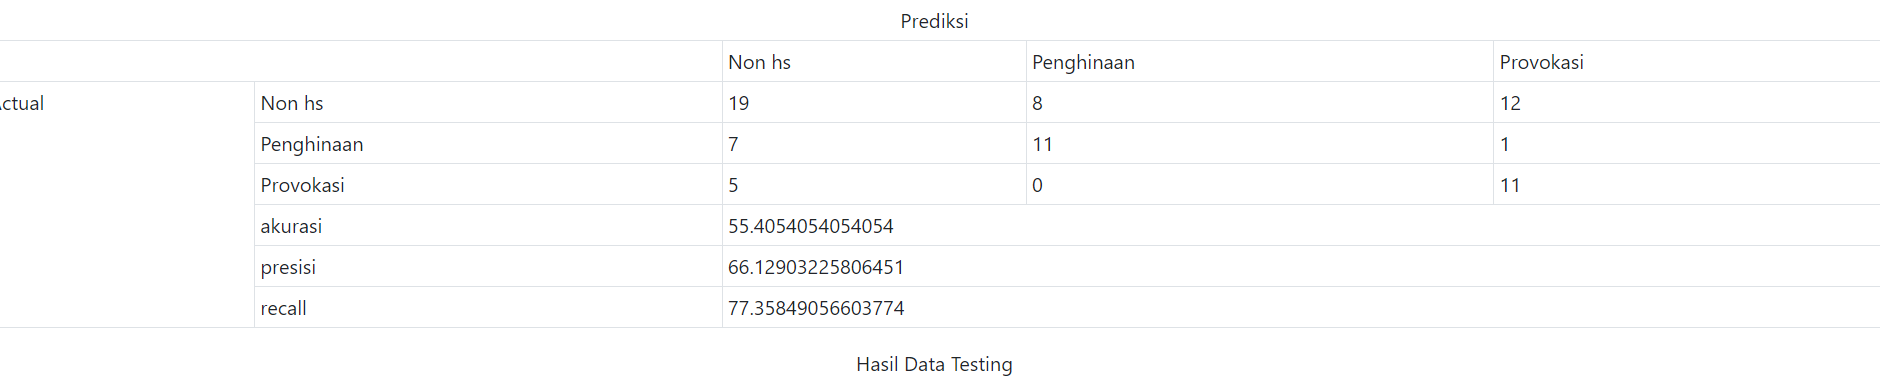 Prediksi
Non hs Penghinaan Provokasi
Actual Non hs 19 8 12
Penghinaan 7 11 1
Provokasi 5 0 11
akurasi 55.4054054054054
presisi 66.12903225806451
recall 77.35849056603774
Hasil Data Testing